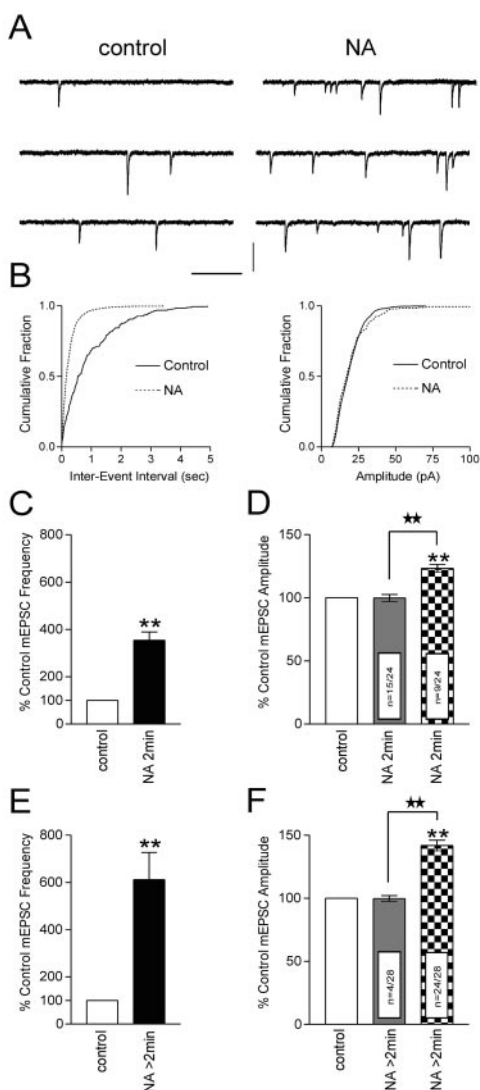 A
control NA
B
Cumulative Fraction
1.0
0.5
0.0
Control
NA
0 1 2 3 4 5
Inter-Event Interval (sec)
Cumulative Fraction
1.0
0.5
0.0
Control
NA
0 25 50 75 100
Amplitude (pA)
C
% Control mEPSC Frequency
800
600
400
200
100
0
**
control
NA 2min
D
% Control mEPSC Amplitude
150
100
50
0
★★
**
n=15/24
n=9/24
control
NA 2min
NA 2min
E
% Control mEPSC Frequency
800
600
400
200
100
0
**
control
NA >2min
F
% Control mEPSC Amplitude
150
100
50
0
★★
**
n=4/28
n=24/28
control
NA >2min
NA >2min